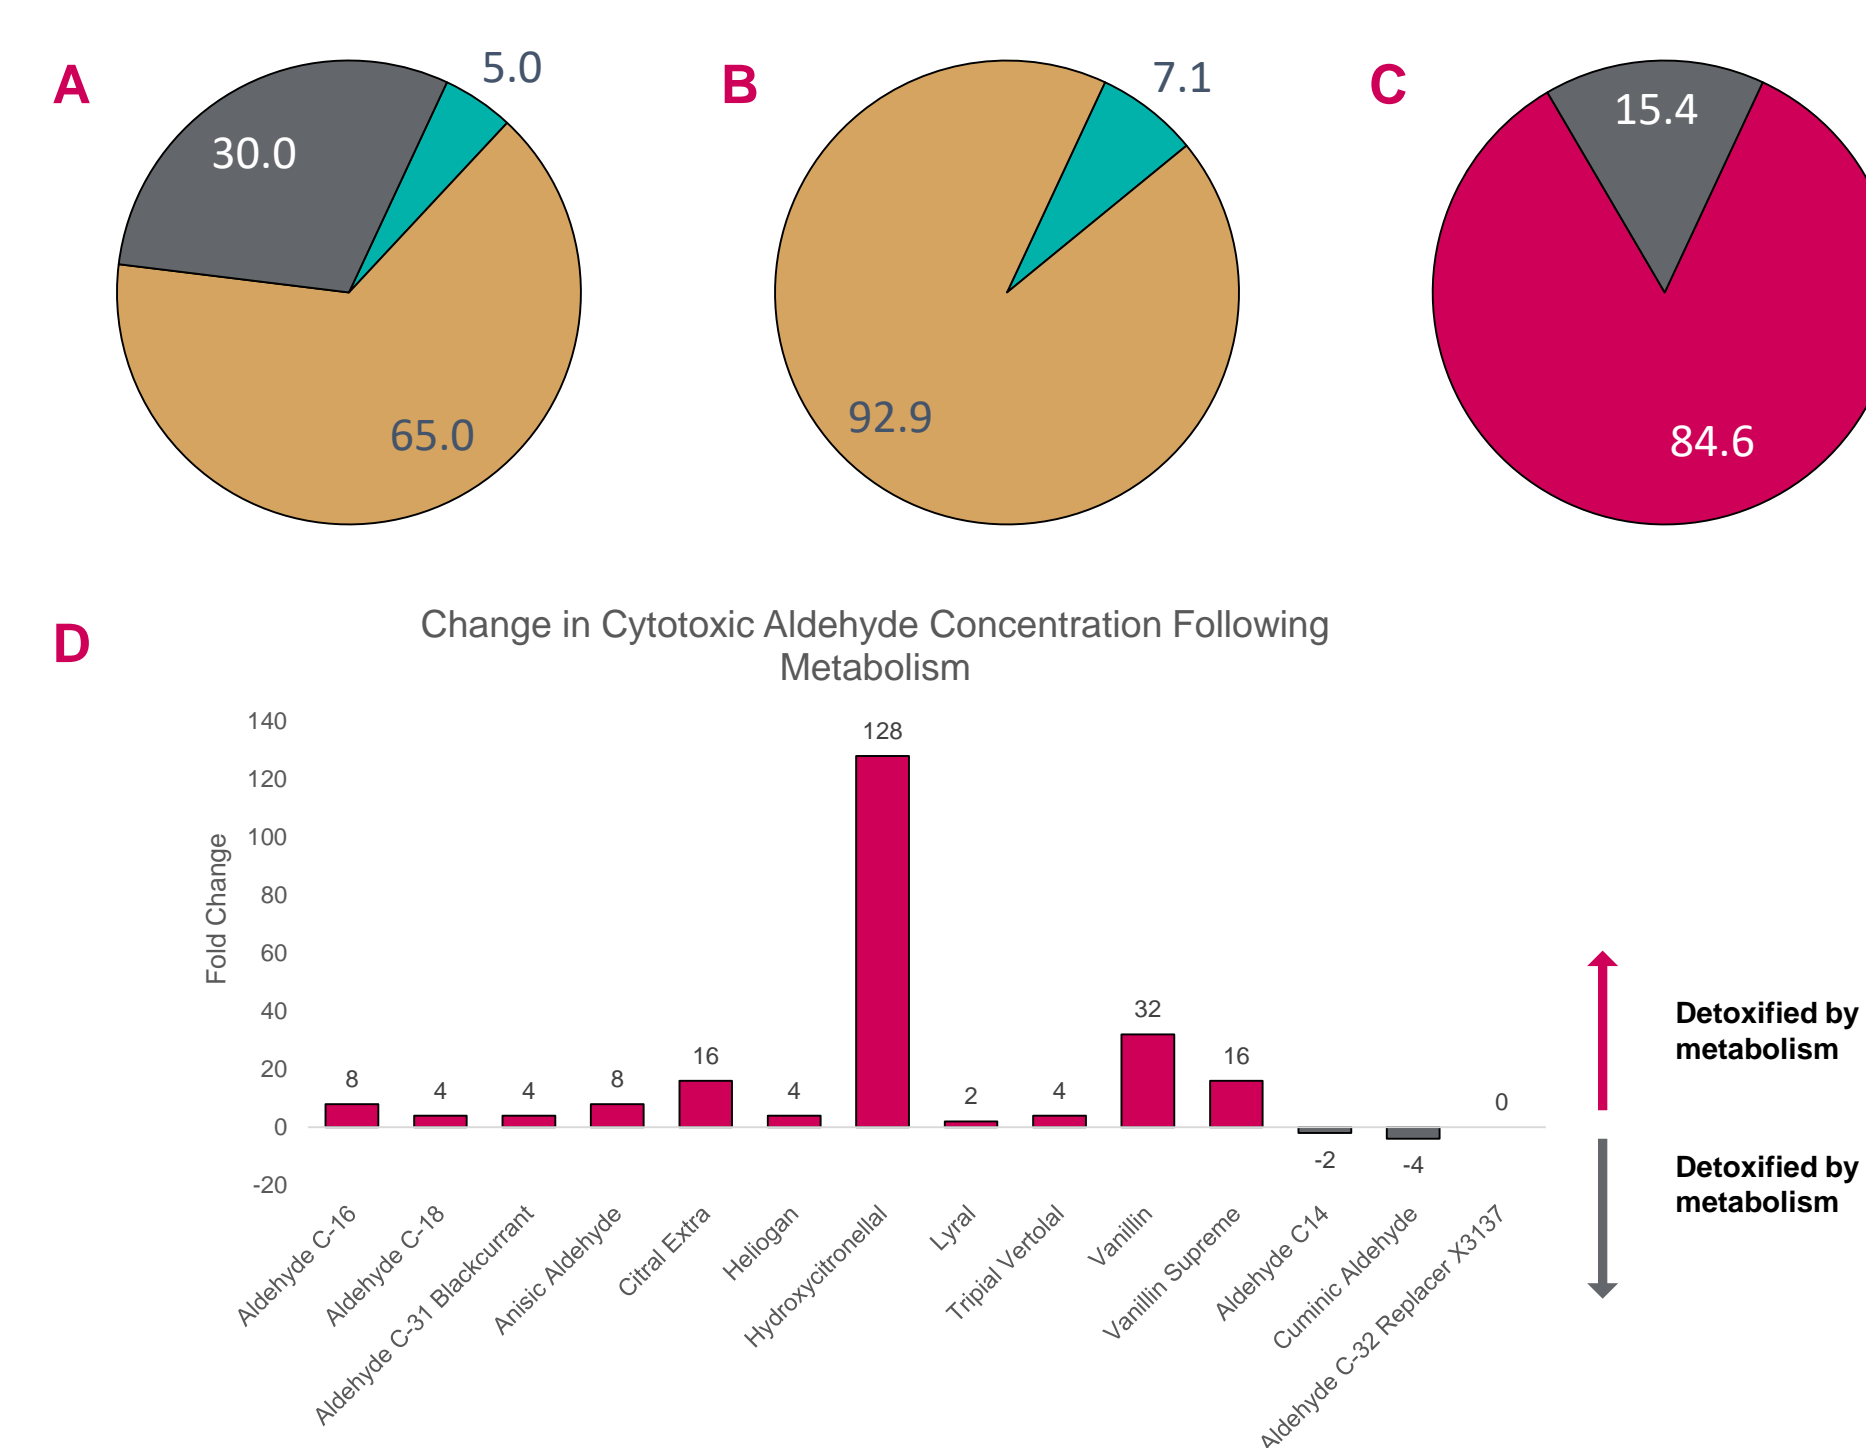 A
5.0
30.0
65.0
B
7.1
92.9
C
15.4
84.6
D
Change in Cytotoxic Aldehyde Concentration Following
Metabolism
Fold Change
140
120
100
80
60
40
20
0
-20
8
4
4
8
16
4
128
2
4
32
16
-2
-4
0
Aldehyde C-16
Aldehyde C-18
Aldehyde C-31 Blackcurrant
Anisic Aldehyde
Citral Extra
Heliogan
Hydroxycitronellal
Lyral
Tripial Vertolal
Vanillin
Vanillin Supreme
Aldehyde C14
Cuminic Aldehyde
Aldehyde C-32 Replacer X3137
Detoxified by
metabolism
Detoxified by
metabolism